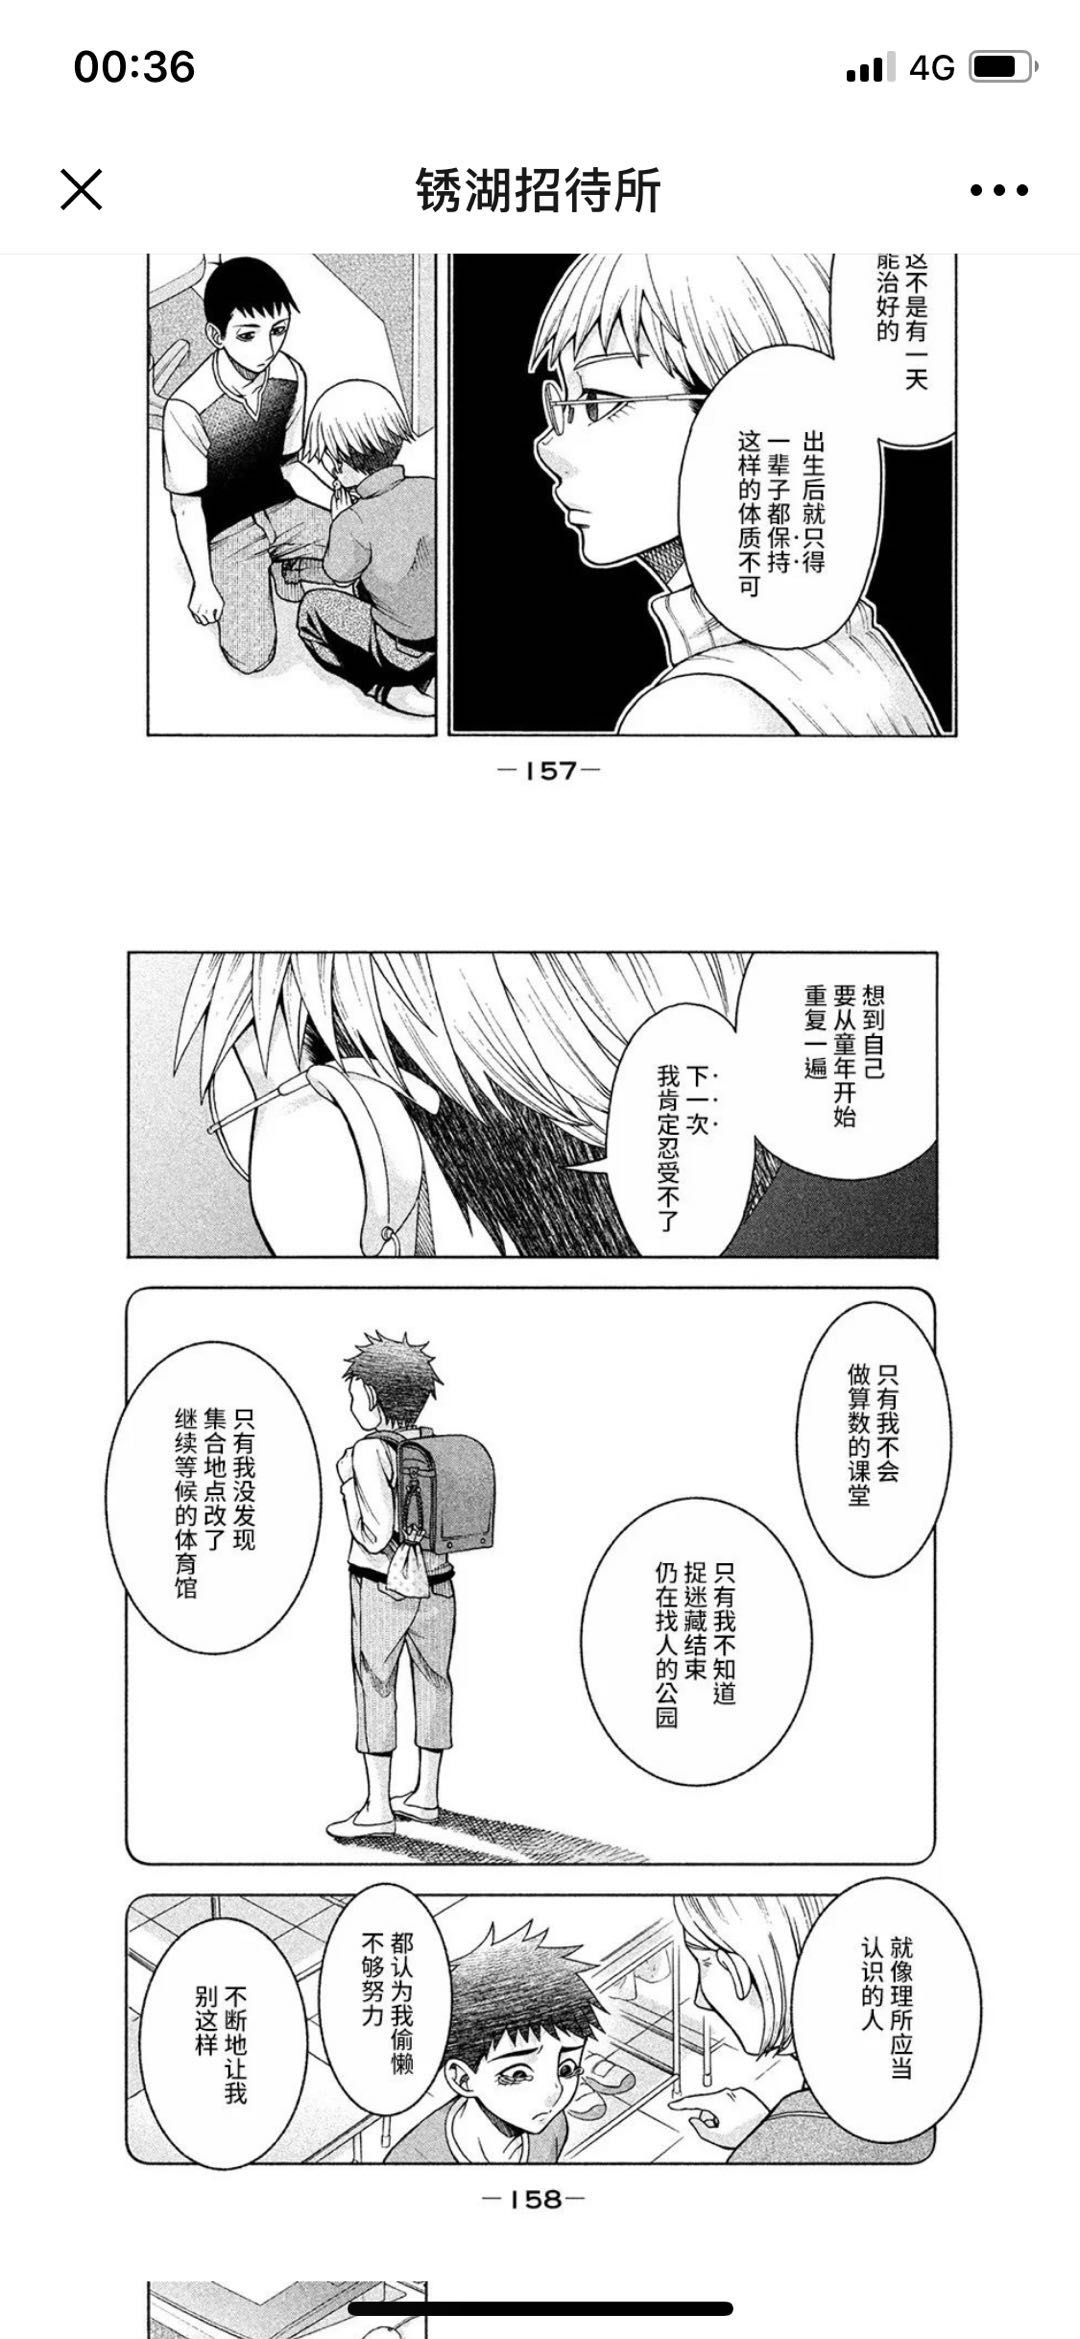 00:36
4G
锈湖招待所
这不是有一天
能治好的
出生后就只得
一辈子都保持
这样的体质不可
—157—
想到自己
要从童年开始
重复一遍
下一次
我肯定忍受不了
只有我不会
做算数的课堂
只有我不知道
捉迷藏结束
仍在找人的公园
只有我没发现
集合地点改了
继续等候的体育馆
就像理所应当
认识的人
都认为我偷懒
不够努力
不断地让我
别这样
—158—